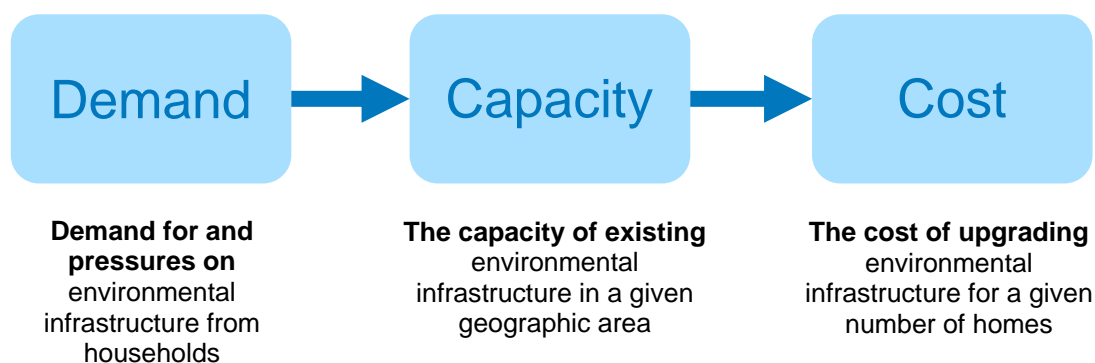 Demand
Capacity
Cost
Demand for and
pressures on
environmental
infrastructure from
households
The capacity of existing
environmental
infrastructure in a given
geographic area
The cost of upgrading
environmental
infrastructure for a given
number of homes